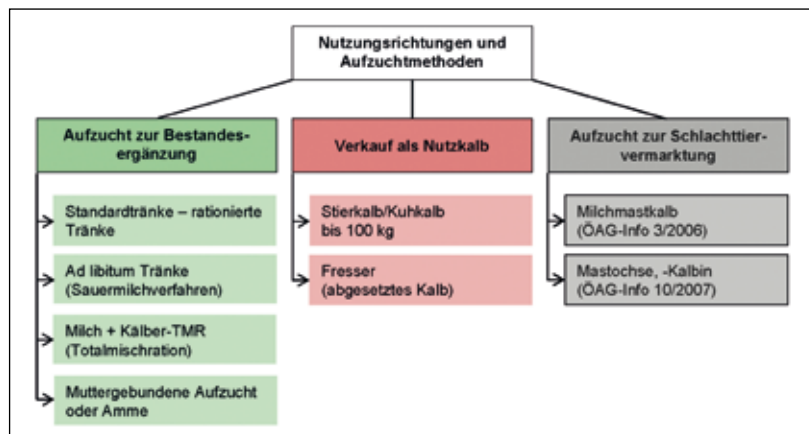 Nutzungsrichtungen und
Aufzuchtmethoden
Aufzucht zur Bestandes-
ergänzung
Standardtränke – rationierte
Tränke
Ad libitum Tränke
(Sauermilchverfahren)
Milch + Kälber-TMR
(Totalmischration)
Muttergebundene Aufzucht
oder Amme
Verkauf als Nutzkalb
Stierkalb/Kuhkalb
bis 100 kg
Fresser
(abgesetztes Kalb)
Aufzucht zur Schlachttier-
vermarktung
Milchmastkalb
(ÖAG-Info 3/2006)
Mastochse, -Kalbin
(ÖAG-Info 10/2007)